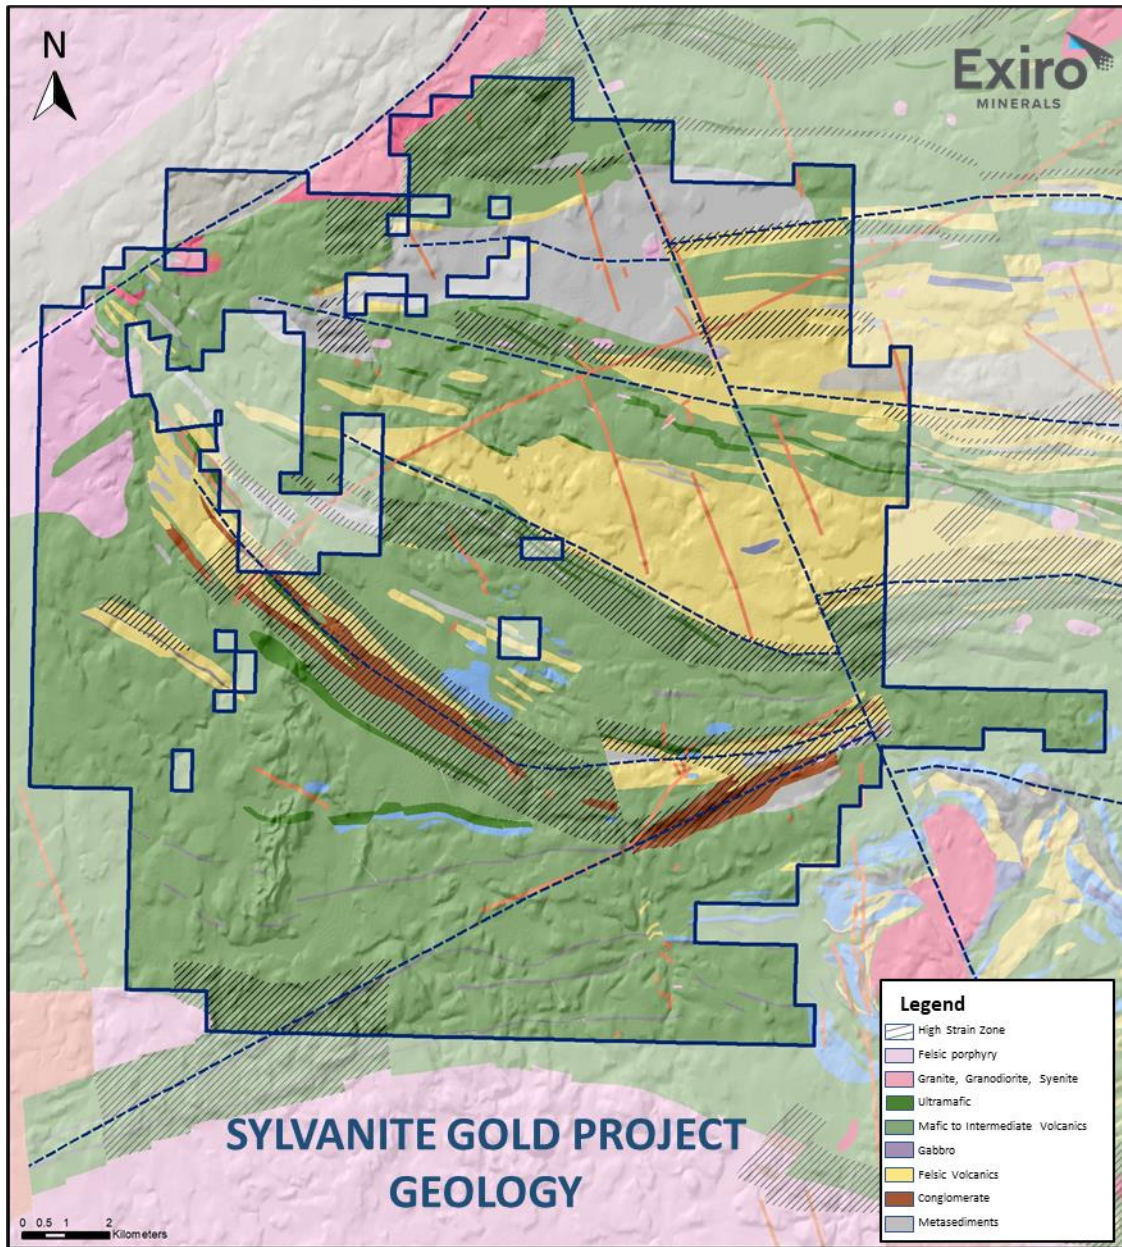 N
Exiro
MINERALS
Legend
High Strain Zone
Felsic porphyry
Granite, Granodiorite, Syenite
Ultramafic
Mafic to Intermediate Volcanics
Gabbro
Felsic Volcanics
Conglomerate
Metasediments
SYLVANITE GOLD PROJECT
GEOLOGY
0 0.5 1 2
Kilometers